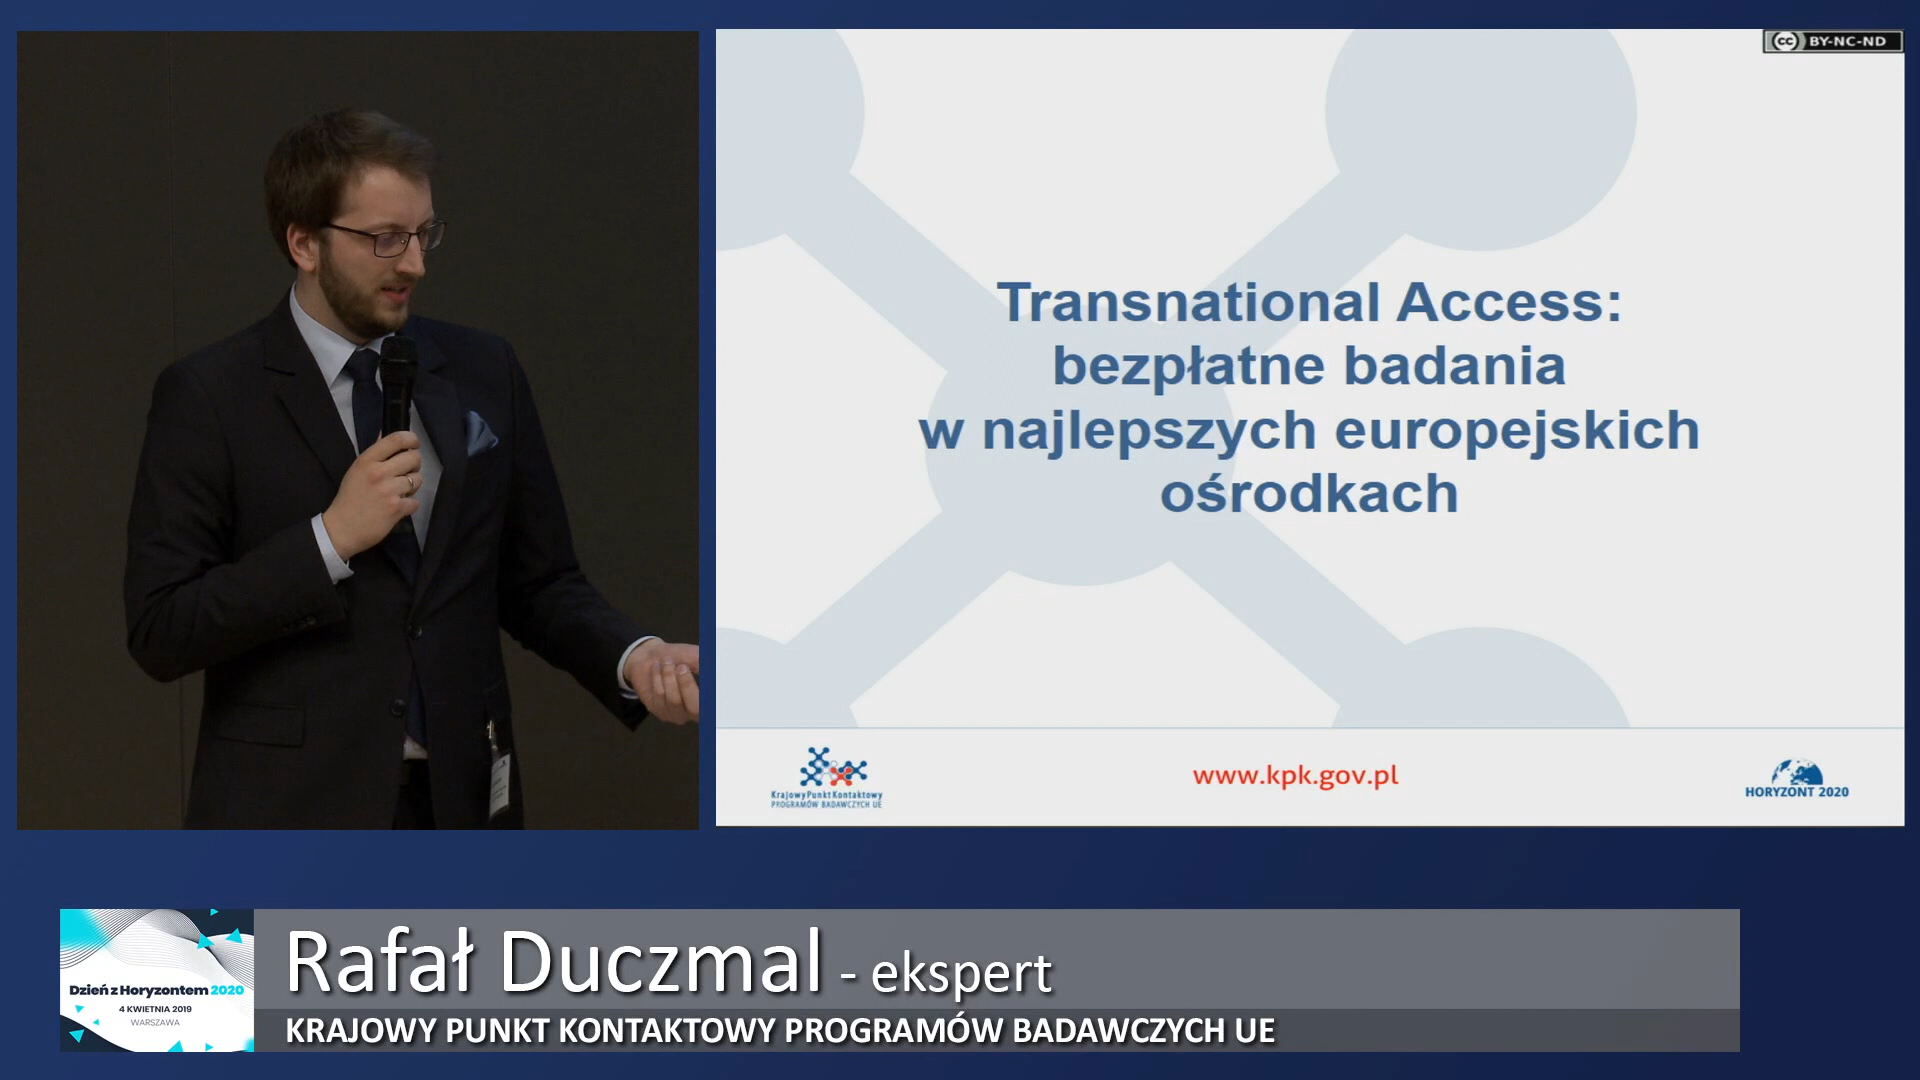 cc BY-NC-ND
Transnational Access:
bezpłatne badania
w najlepszych europejskich
ośrodkach
Krajowy Punkt Kontaktowy
PROGRAMÓW BADAWCZYCH UE
www.kpk.gov.pl
HORYZONT 2020
Dzień z Horyzontem 2020
4 KWIETNIA 2019
WARSZAWA
Rafał Duczmal - ekspert
KRAJOWY PUNKT KONTAKTOWY PROGRAMÓW BADAWCZYCH UE